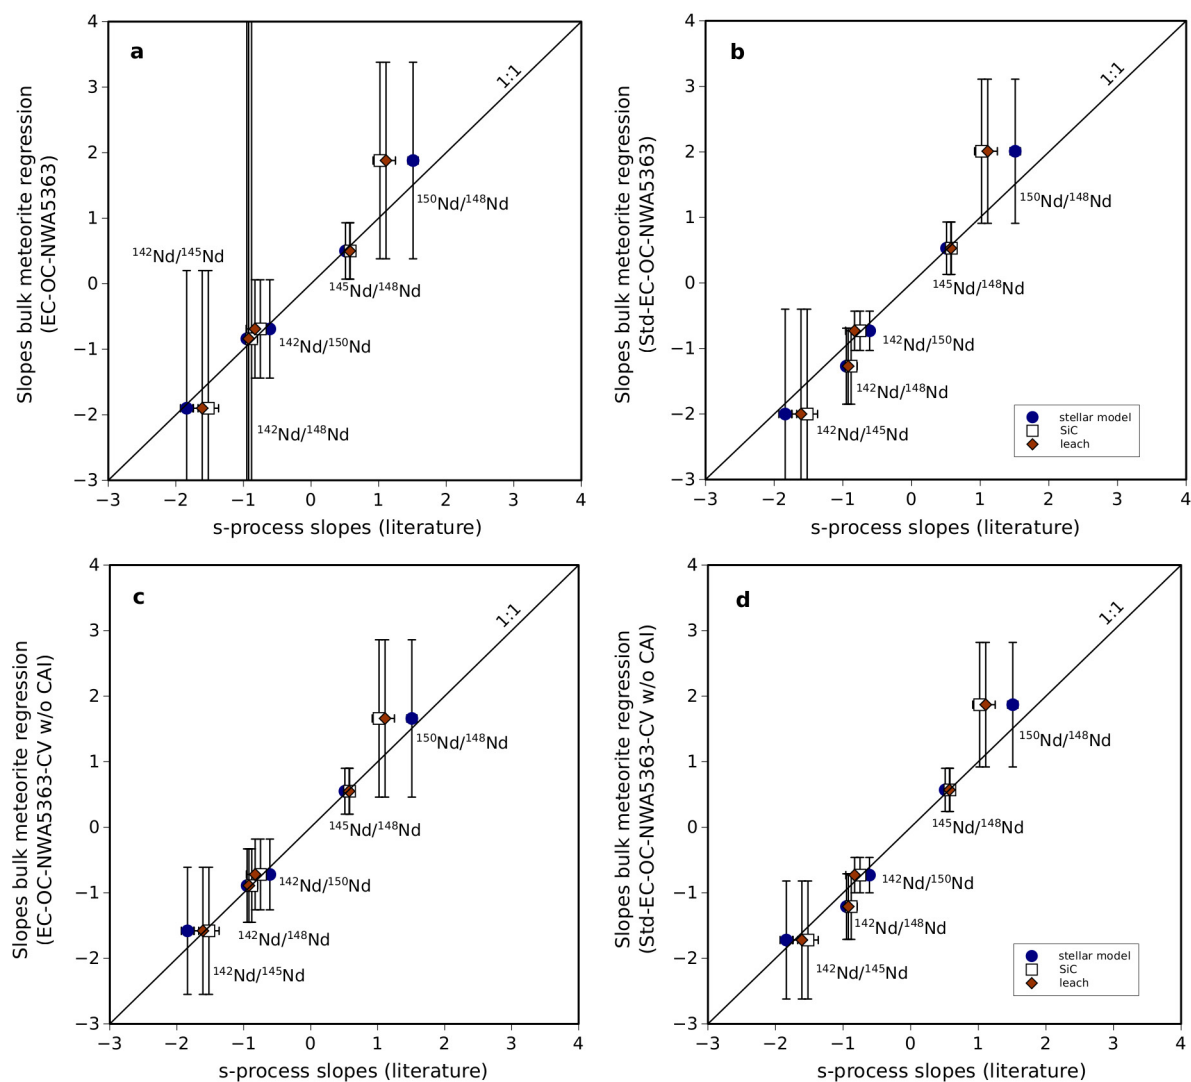 a
Slopes bulk meteorite regression
(EC-OC-NWA5363)
4
3
2
1
0
−1
−2
−3
1:1
¹⁵⁰Nd/¹⁴⁸Nd
¹⁴²Nd/¹⁴⁵Nd
¹⁴⁵Nd/¹⁴⁸Nd
¹⁴²Nd/¹⁵⁰Nd
¹⁴²Nd/¹⁴⁸Nd
−3 −2 −1 0 1 2 3 4
s-process slopes (literature)
b
Slopes bulk meteorite regression
(Std-EC-OC-NWA5363)
4
3
2
1
0
−1
−2
−3
1:1
¹⁵⁰Nd/¹⁴⁸Nd
¹⁴⁵Nd/¹⁴⁸Nd
¹⁴²Nd/¹⁵⁰Nd
¹⁴²Nd/¹⁴⁸Nd
¹⁴²Nd/¹⁴⁵Nd
stellar model
SiC
leach
−3 −2 −1 0 1 2 3 4
s-process slopes (literature)
c
Slopes bulk meteorite regression
(EC-OC-NWA5363-CV w/o CAI)
4
3
2
1
0
−1
−2
−3
1:1
¹⁵⁰Nd/¹⁴⁸Nd
¹⁴⁵Nd/¹⁴⁸Nd
¹⁴²Nd/¹⁵⁰Nd
¹⁴²Nd/¹⁴⁸Nd
¹⁴²Nd/¹⁴⁵Nd
−3 −2 −1 0 1 2 3 4
s-process slopes (literature)
d
Slopes bulk meteorite regression
(Std-EC-OC-NWA5363-CV w/o CAI)
4
3
2
1
0
−1
−2
−3
1:1
¹⁵⁰Nd/¹⁴⁸Nd
¹⁴⁵Nd/¹⁴⁸Nd
¹⁴²Nd/¹⁵⁰Nd
¹⁴²Nd/¹⁴⁸Nd
¹⁴²Nd/¹⁴⁵Nd
stellar model
SiC
leach
−3 −2 −1 0 1 2 3 4
s-process slopes (literature)